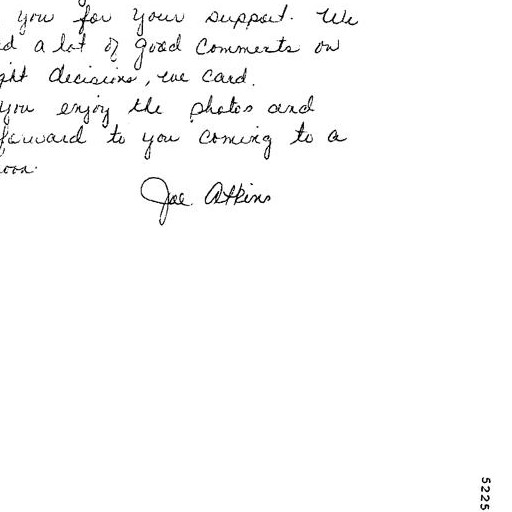 you for your support. We
d a lot of good comments on
ght decisions, we card.
you enjoy the photos and
forward to you coming to a
oon.
Joe Atkins
5225